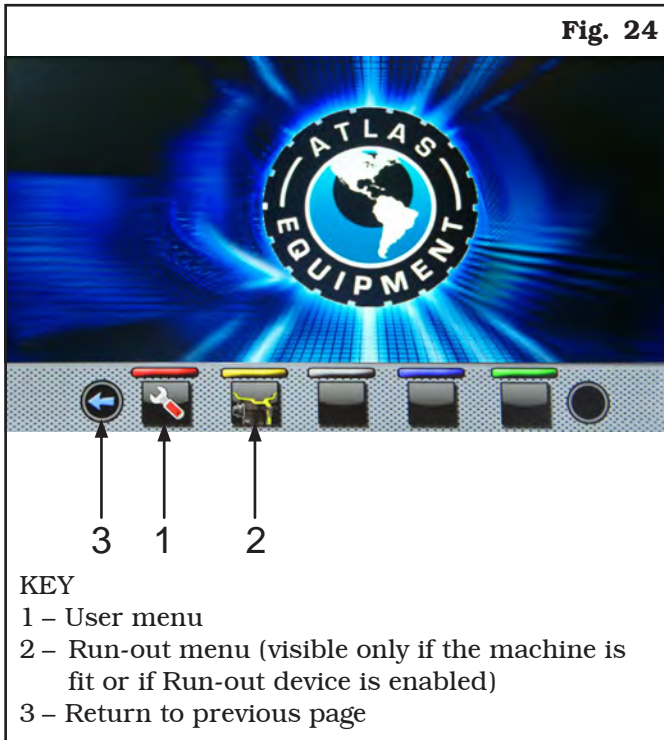 Fig. 24
ATLAS
EQUIPMENT
3 1 2
KEY
1 – User menu
2 – Run-out menu (visible only if the machine is
fit or if Run-out device is enabled)
3 – Return to previous page